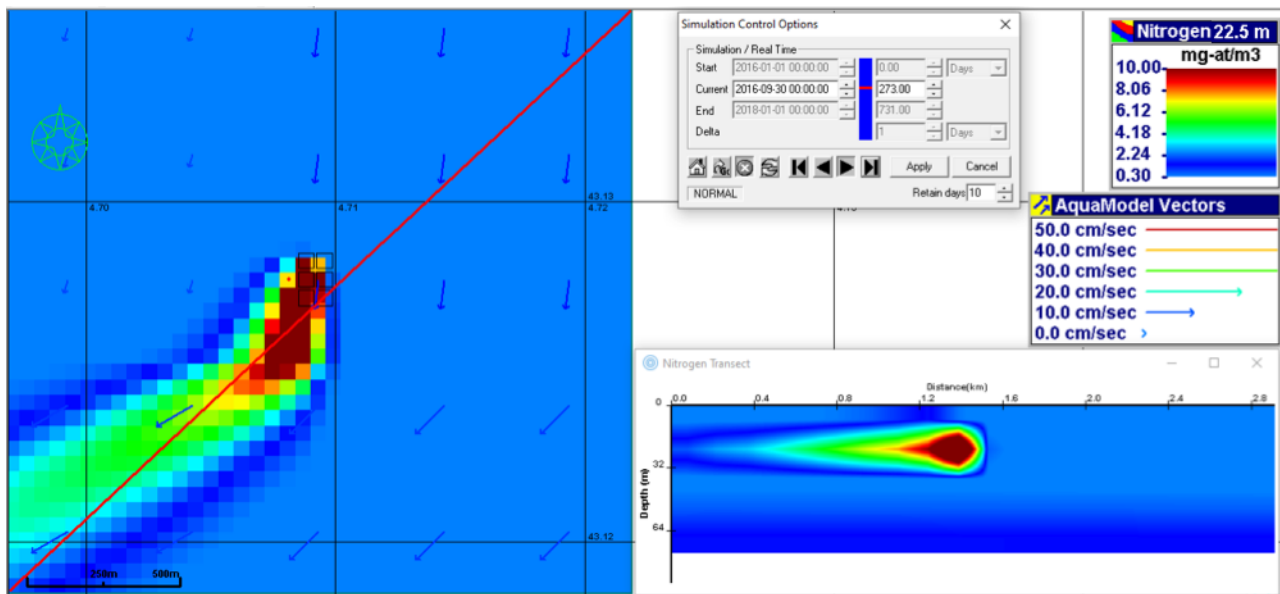 Simulation Control Options
Simulation / Real Time
Start 2016-01-01 00:00:00 0.00 Days
Current 2016-09-30 00:00:00 273.00
End 2018-01-01 00:00:00 731.00
Delta 1 Days
Apply Cancel
NORMAL Retain days 10
Nitrogen 22.5 m
mg-at/m3
10.00
8.06
6.12
4.18
2.24
0.30
AquaModel Vectors
50.0 cm/sec
40.0 cm/sec
30.0 cm/sec
20.0 cm/sec
10.0 cm/sec
0.0 cm/sec
43.13
4.70 4.71 4.72
43.12
250m 500m
Nitrogen Transect
Distance(km)
0 0.0 0.4 0.8 1.2 1.6 2.0 2.4 2.8
Depth (m)
32
64